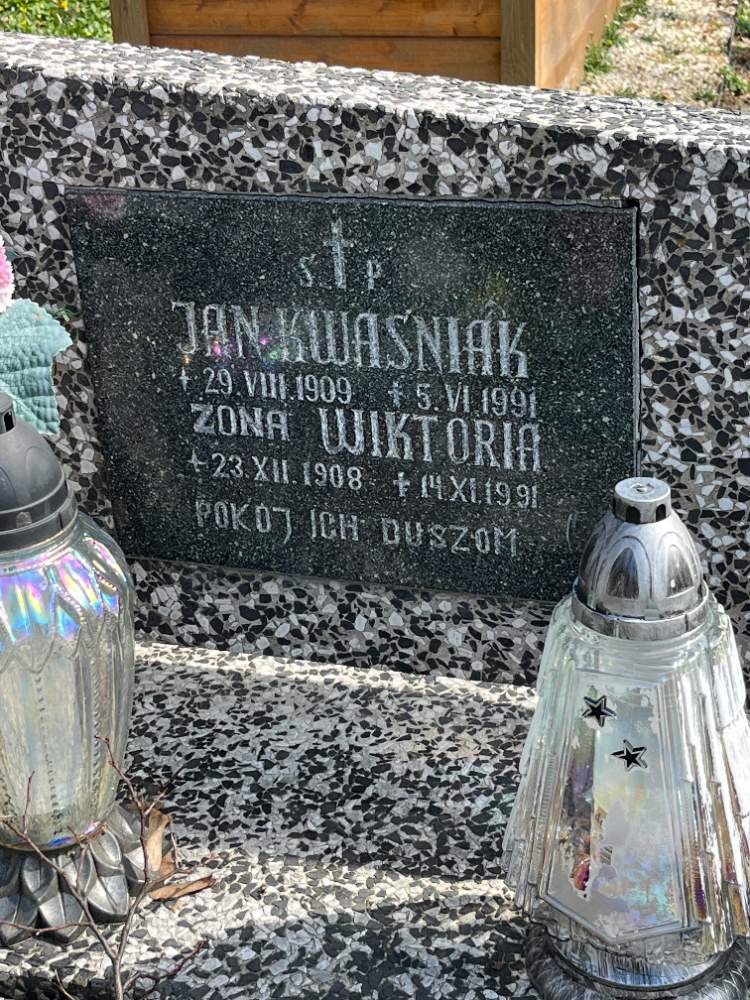 Ś P
JAN KWAŚNIAK
* 29.VIII.1909 ✝ 5.VI.1991
ŻONA WIKTORIA
* 23.XII.1908 ✝ 14.XI.1991
POKÓJ ICH DUSZOM